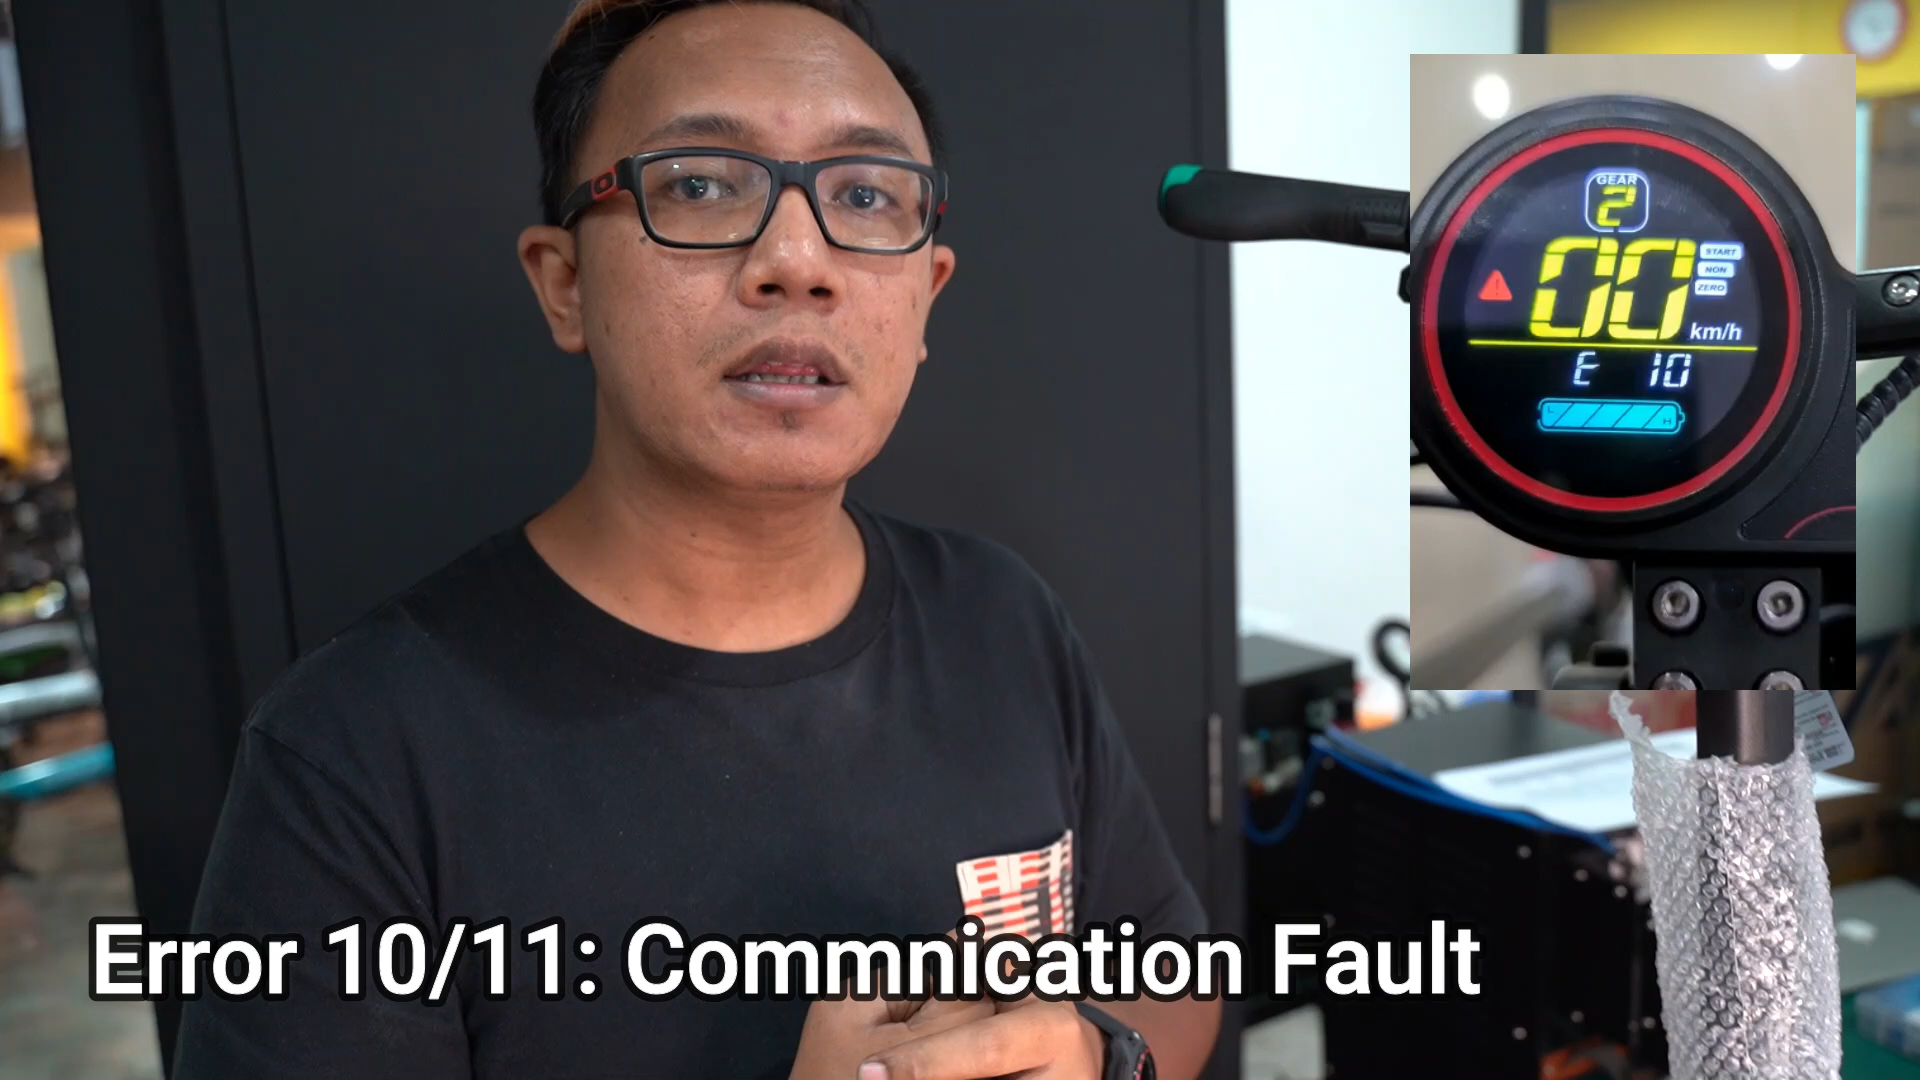 GEAR
2
00
START
NON
ZERO
km/h
E 10
L H
Error 10/11: Commnication Fault